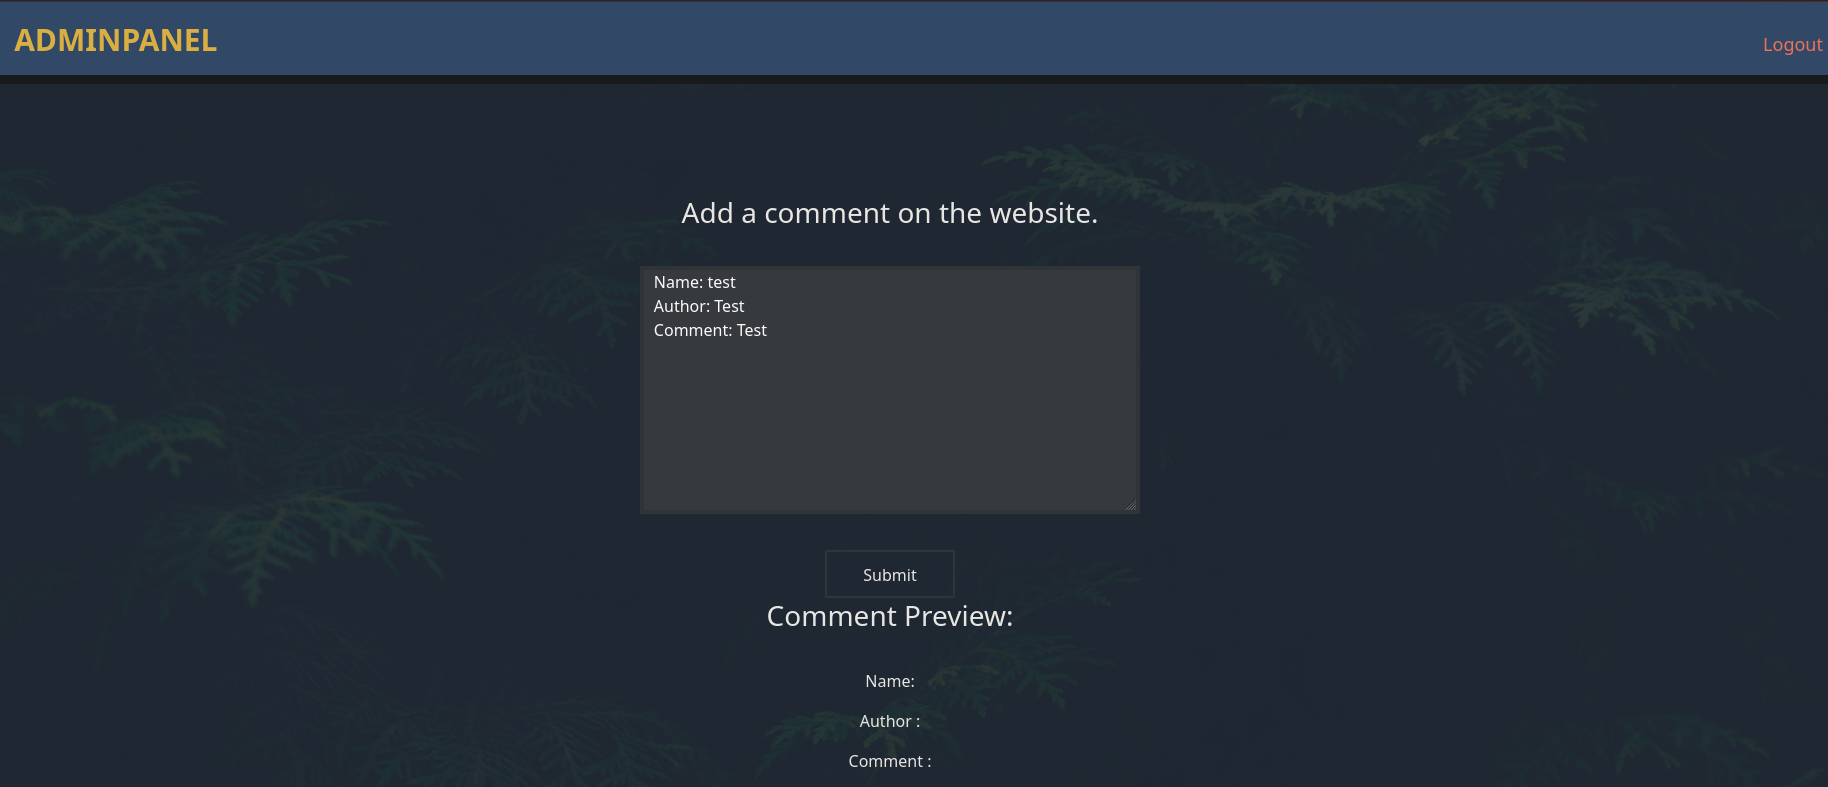 ADMINPANEL
Logout
Add a comment on the website.
Name: test
Author: Test
Comment: Test
Submit
Comment Preview:
Name:
Author :
Comment :